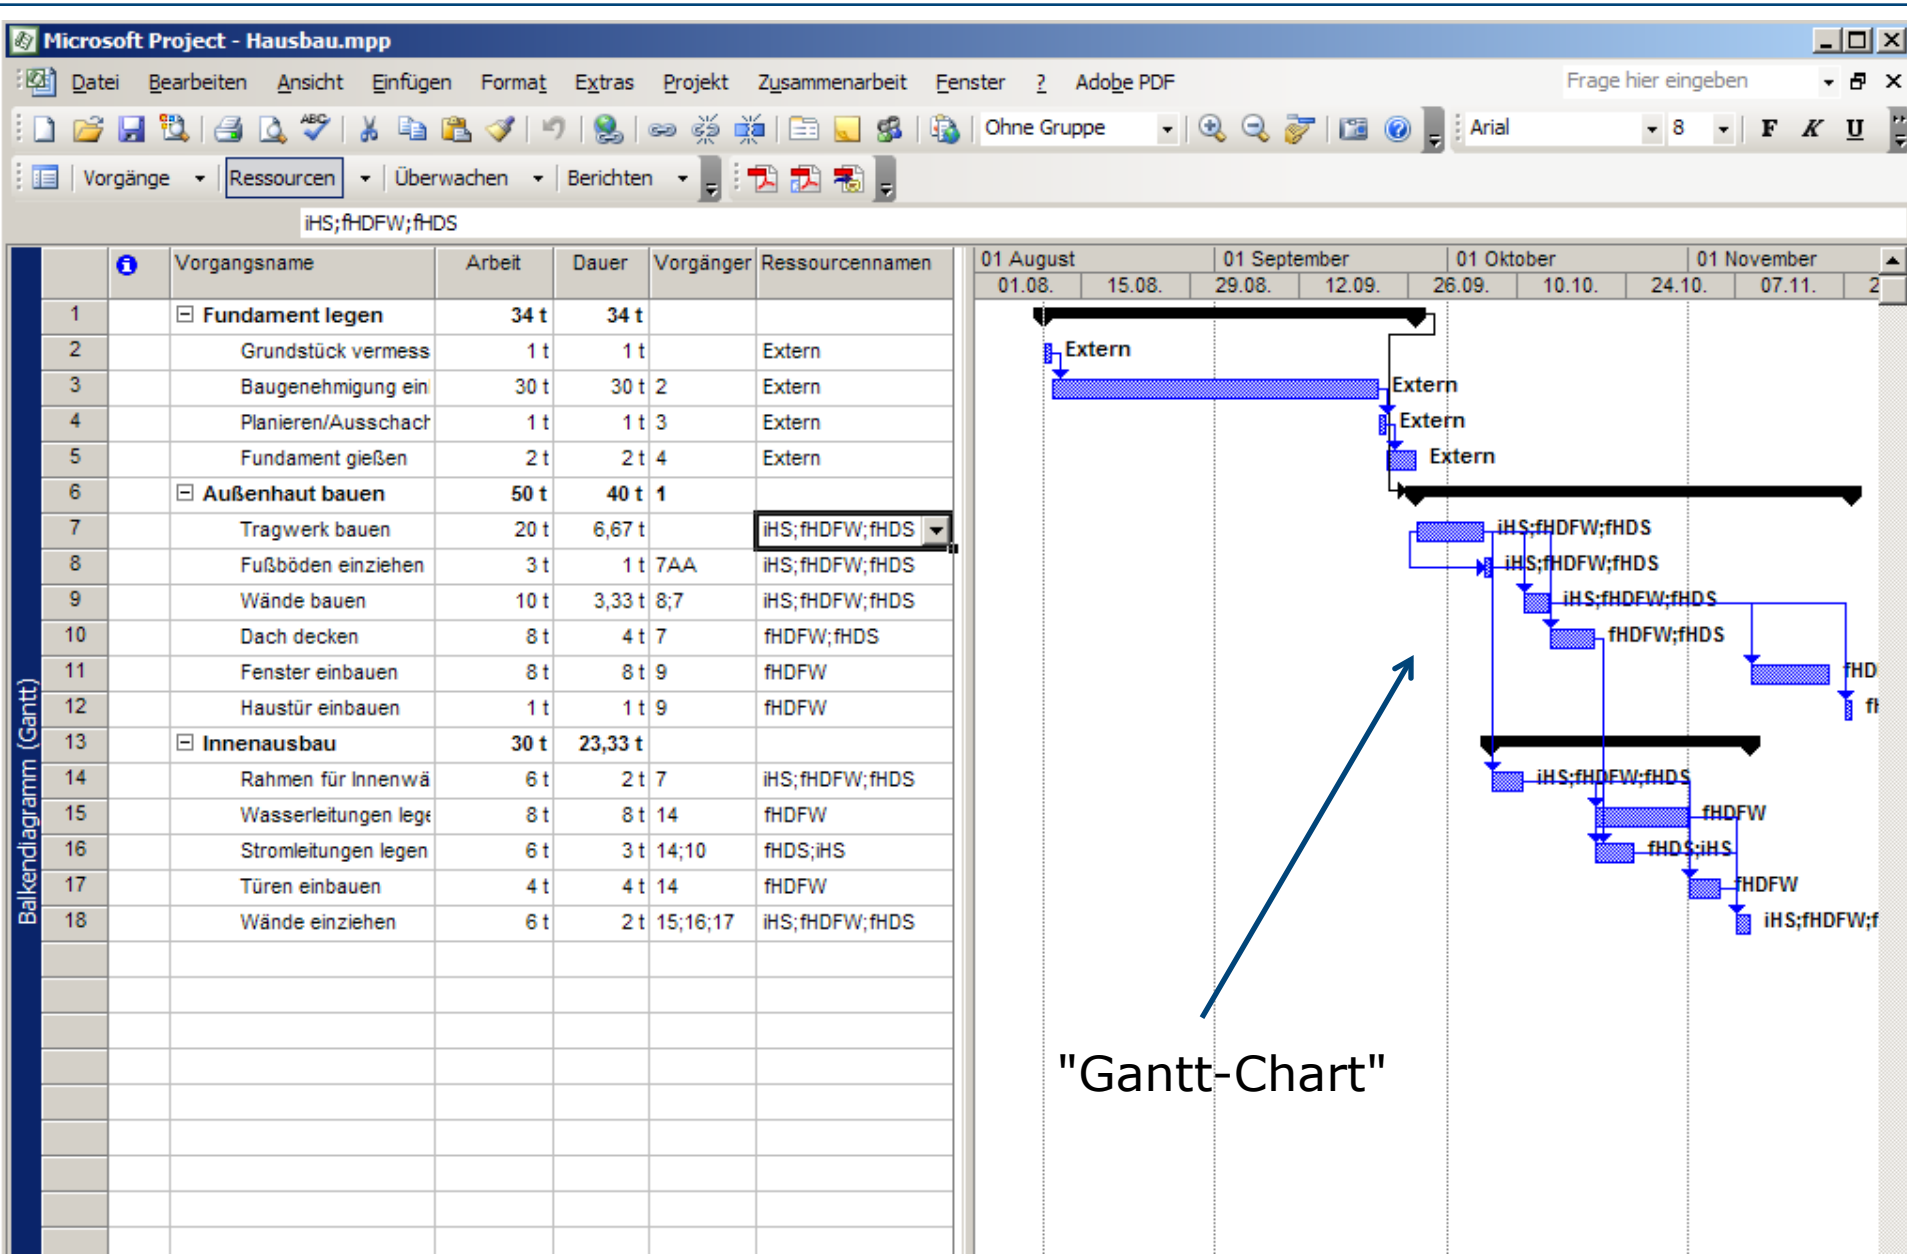 Microsoft Project - Hausbau.mpp
Datei Bearbeiten Ansicht Einfügen Format Extras Projekt Zusammenarbeit Fenster ? Adobe PDF Frage hier eingeben
ABC Ohne Gruppe Arial 8 F K U
Vorgänge Ressourcen Überwachen Berichten
iHS;fHDFW;fHDS
Vorgangsname Arbeit Dauer Vorgänger Ressourcennamen 01 August 01 September 01 Oktober 01 November
01.08. 15.08. 29.08. 12.09. 26.09. 10.10. 24.10. 07.11. 2
1 Fundament legen 34 t 34 t
2 Grundstück vermess 1 t 1 t Extern Extern
3 Baugenehmigung ein 30 t 30 t 2 Extern Extern
4 Planieren/Ausschach 1 t 1 t 3 Extern Extern
5 Fundament gießen 2 t 2 t 4 Extern Extern
6 Außenhaut bauen 50 t 40 t 1
7 Tragwerk bauen 20 t 6,67 t iHS;fHDFW;fHDS iHS;fHDFW;fHDS
8 Fußböden einziehen 3 t 1 t 7AA iHS;fHDFW;fHDS iHS;fHDFW;fHDS
9 Wände bauen 10 t 3,33 t 8;7 iHS;fHDFW;fHDS iHS;fHDFW;fHDS
10 Dach decken 8 t 4 t 7 fHDFW;fHDS fHDFW;fHDS
11 Fenster einbauen 8 t 8 t 9 fHDFW fHD
12 Haustür einbauen 1 t 1 t 9 fHDFW fH
13 Innenausbau 30 t 23,33 t
14 Rahmen für Innenwä 6 t 2 t 7 iHS;fHDFW;fHDS iHS;fHDFW;fHDS
15 Wasserleitungen lege 8 t 8 t 14 fHDFW fHDFW
16 Stromleitungen legen 6 t 3 t 14;10 fHDS;iHS fHDS;iHS
17 Türen einbauen 4 t 4 t 14 fHDFW fHDFW
18 Wände einziehen 6 t 2 t 15;16;17 iHS;fHDFW;fHDS iHS;fHDFW;f
Balkendiagramm (Gantt)
"Gantt-Chart"